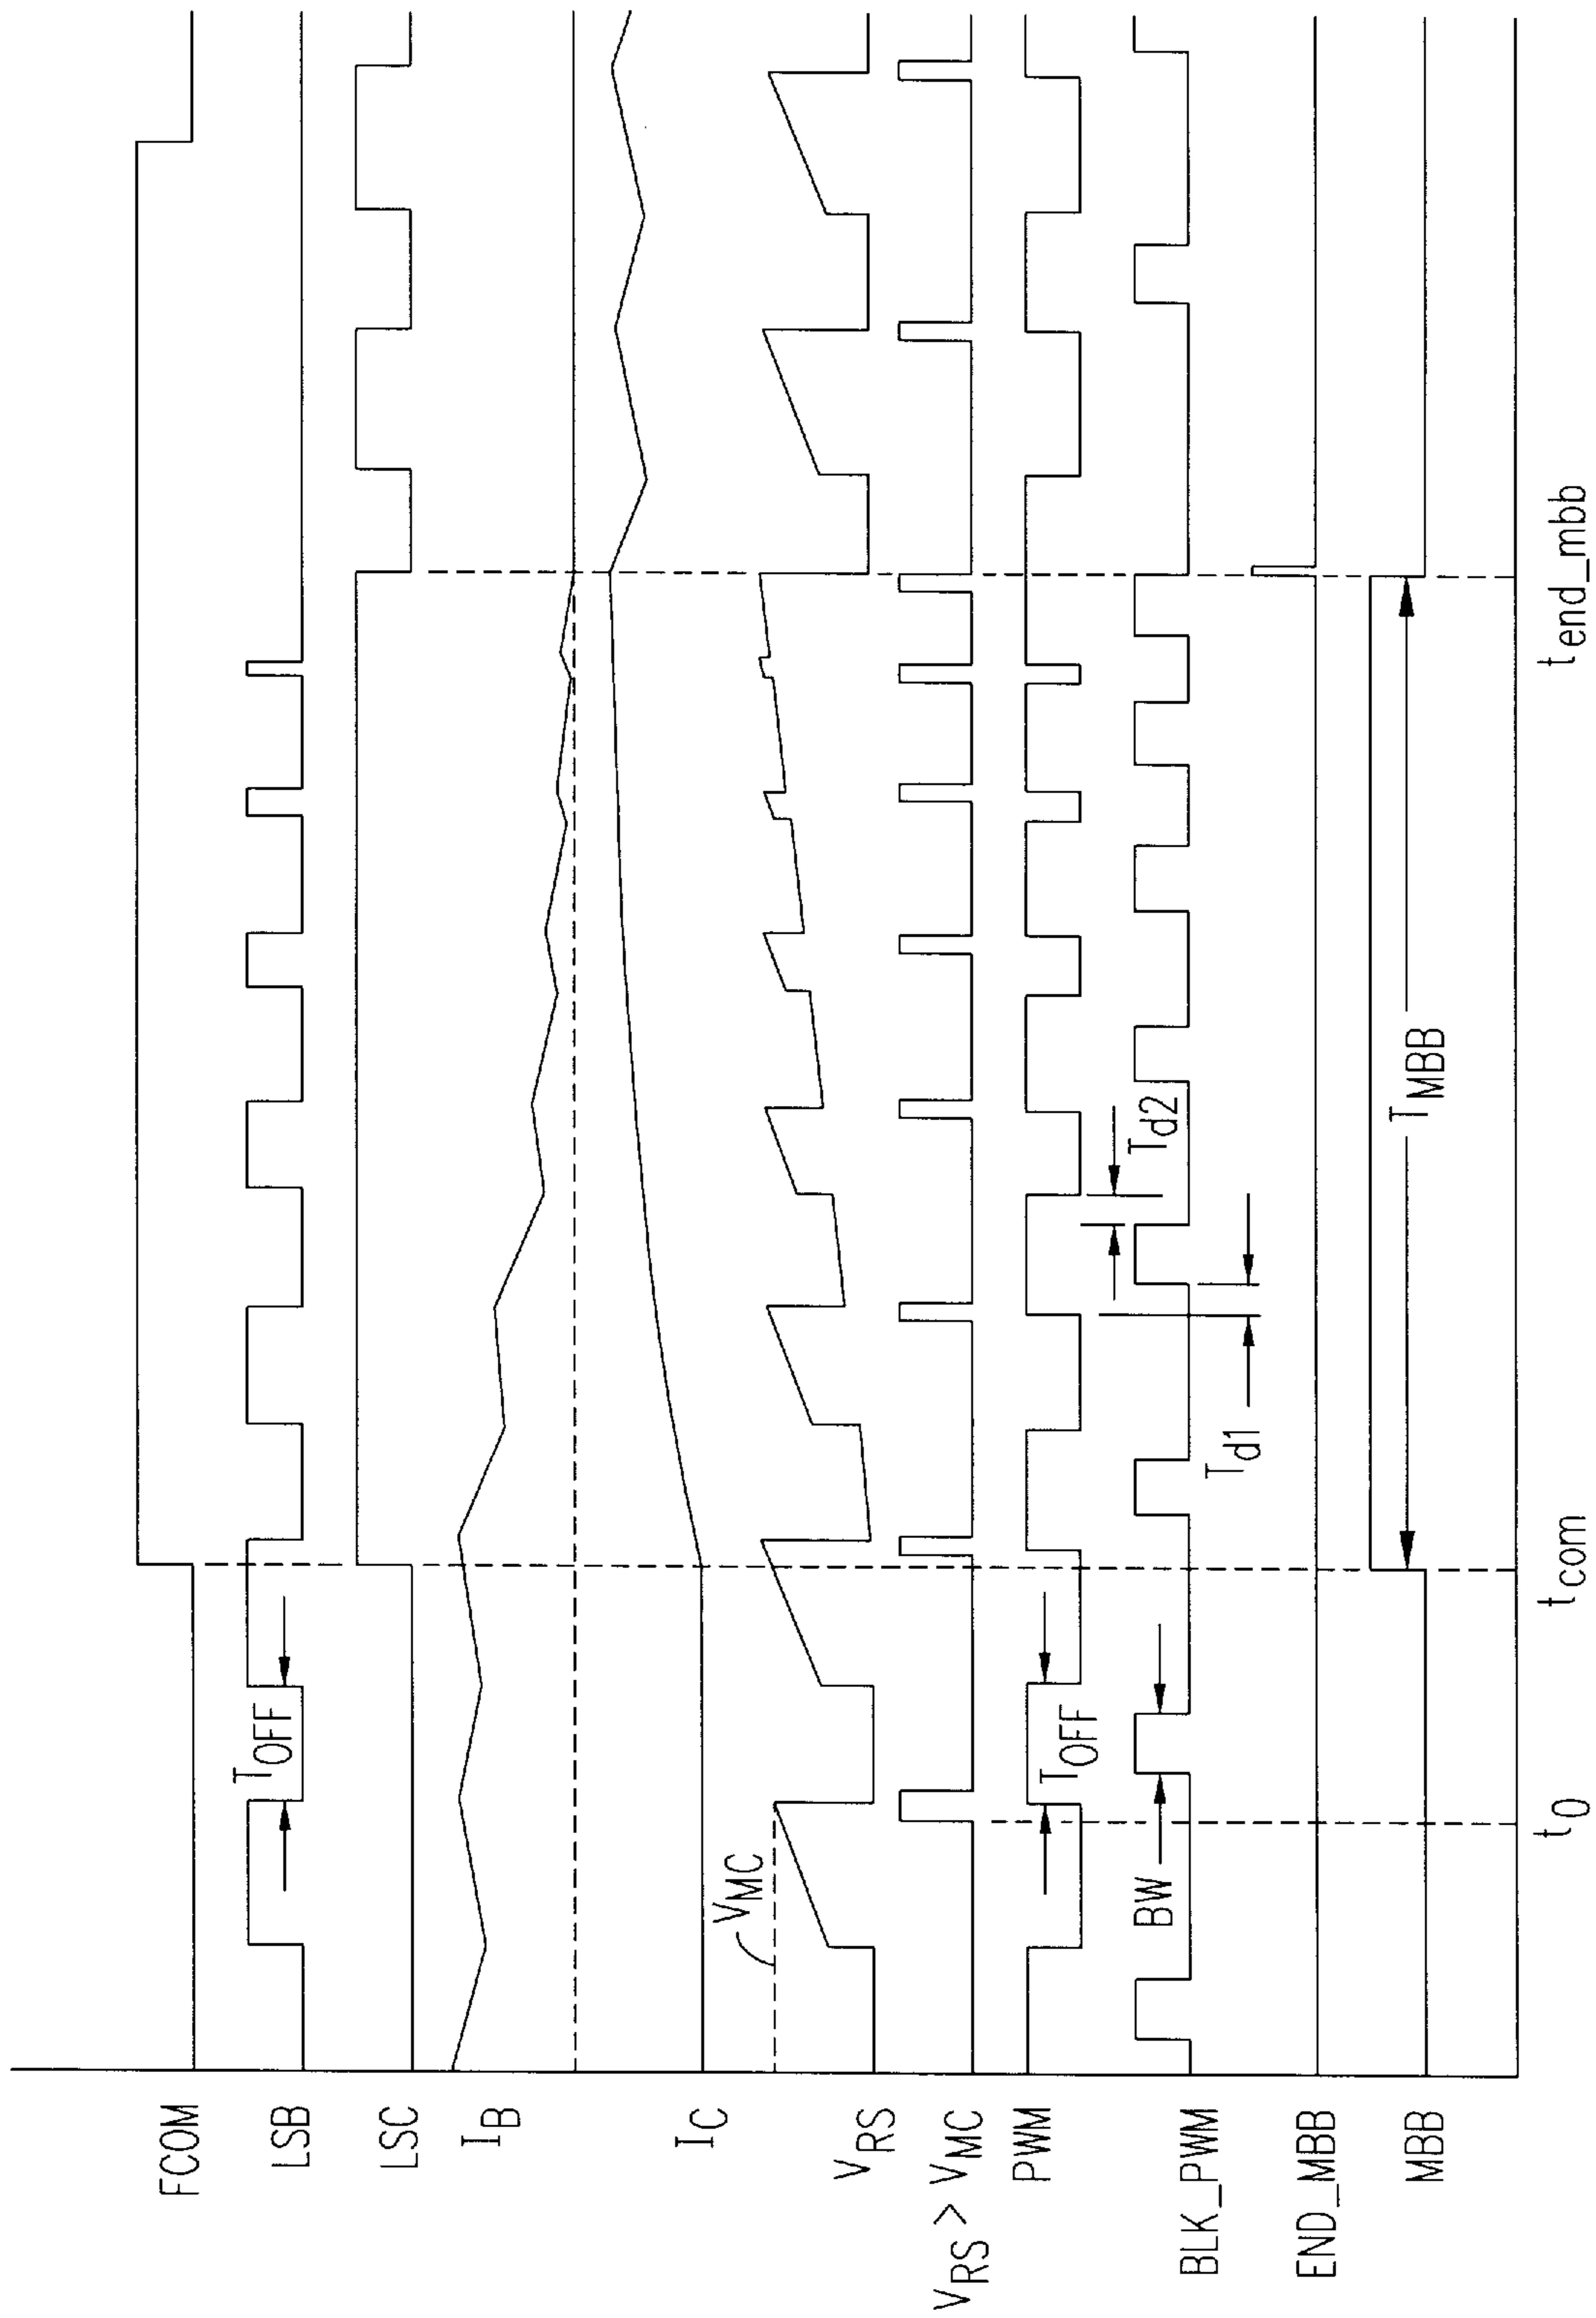 FCOM
LSB
T_OFF
LSC
I_B
I_C
V_MC
V_RS
V_RS > V_MC
PWM
T_OFF
T_d2
BLK_PWM
BW
T_d1
END_MBB
MBB
T_MBB
t_0
t_com
t_end_mbb